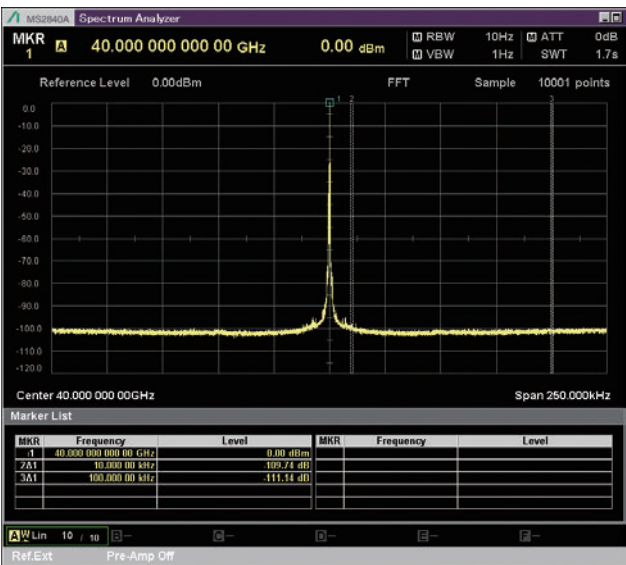 MS2840A Spectrum Analyzer
MKR 1 A 40.000 000 000 00 GHz 0.00 dBm M RBW 10Hz M ATT 0dB
M VBW 1Hz SWT 1.7s
Reference Level 0.00dBm FFT Sample 10001 points
1 2 3
0.0
-10.0
-20.0
-30.0
-40.0
-50.0
-60.0
-70.0
-80.0
-90.0
-100.0
-110.0
-120.0
Center 40.000 000 00GHz Span 250.000kHz
Marker List
MKR Frequency Level MKR Frequency Level
1 40.000 000 000 00 GHz 0.00 dBm
2Δ1 10.000 00 kHz -109.74 dB
3Δ1 100.000 00 kHz -111.14 dB
A W Lin 10 / 10 B – C – D – E – F –
Ref.Ext Pre-Amp Off